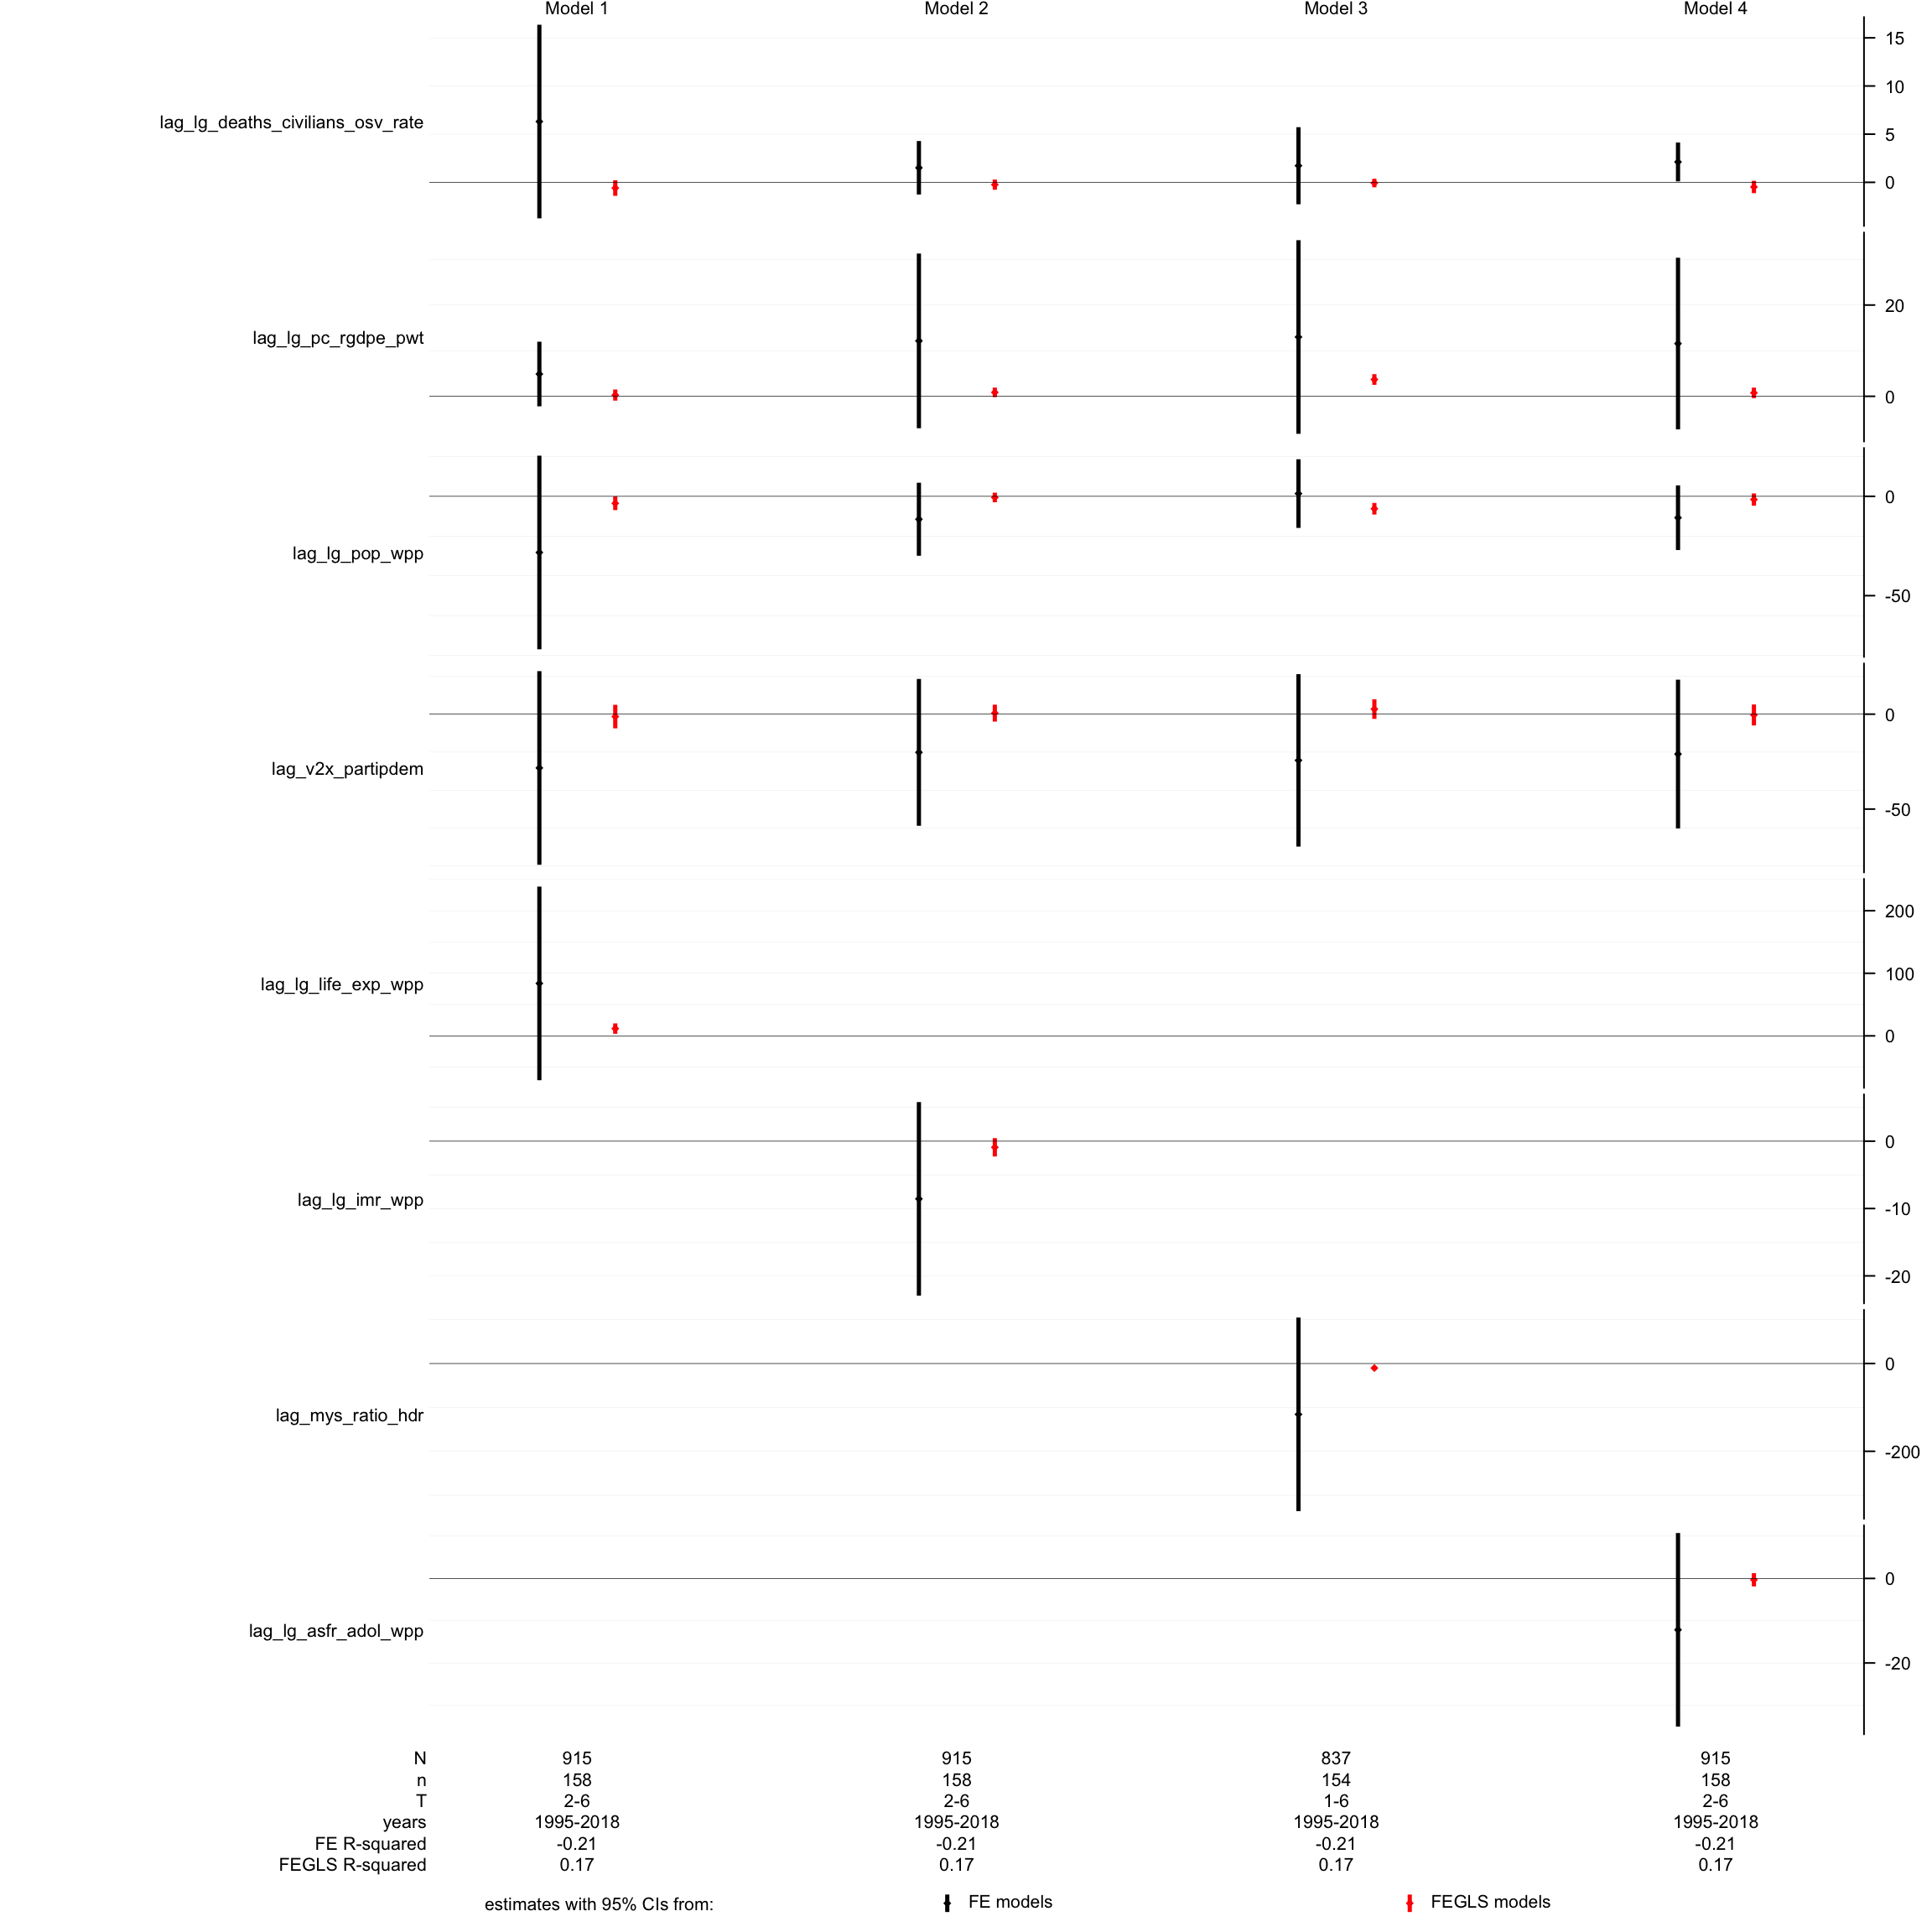 Model 1 Model 2 Model 3 Model 4
15
10
lag_lg_deaths_civilians_osv_rate
5
0
20
lag_lg_pc_rgdpe_pwt
0
0
lag_lg_pop_wpp
-50
0
lag_v2x_partipdem
-50
200
100
lag_lg_life_exp_wpp
0
0
lag_lg_imr_wpp
-10
-20
0
lag_mys_ratio_hdr
-200
0
lag_lg_asfr_adol_wpp
-20
N 915 915 837 915
n 158 158 154 158
T 2-6 2-6 1-6 2-6
years 1995-2018 1995-2018 1995-2018 1995-2018
FE R-squared -0.21 -0.21 -0.21 -0.21
FEGLS R-squared 0.17 0.17 0.17 0.17
estimates with 95% CIs from: FE models FEGLS models